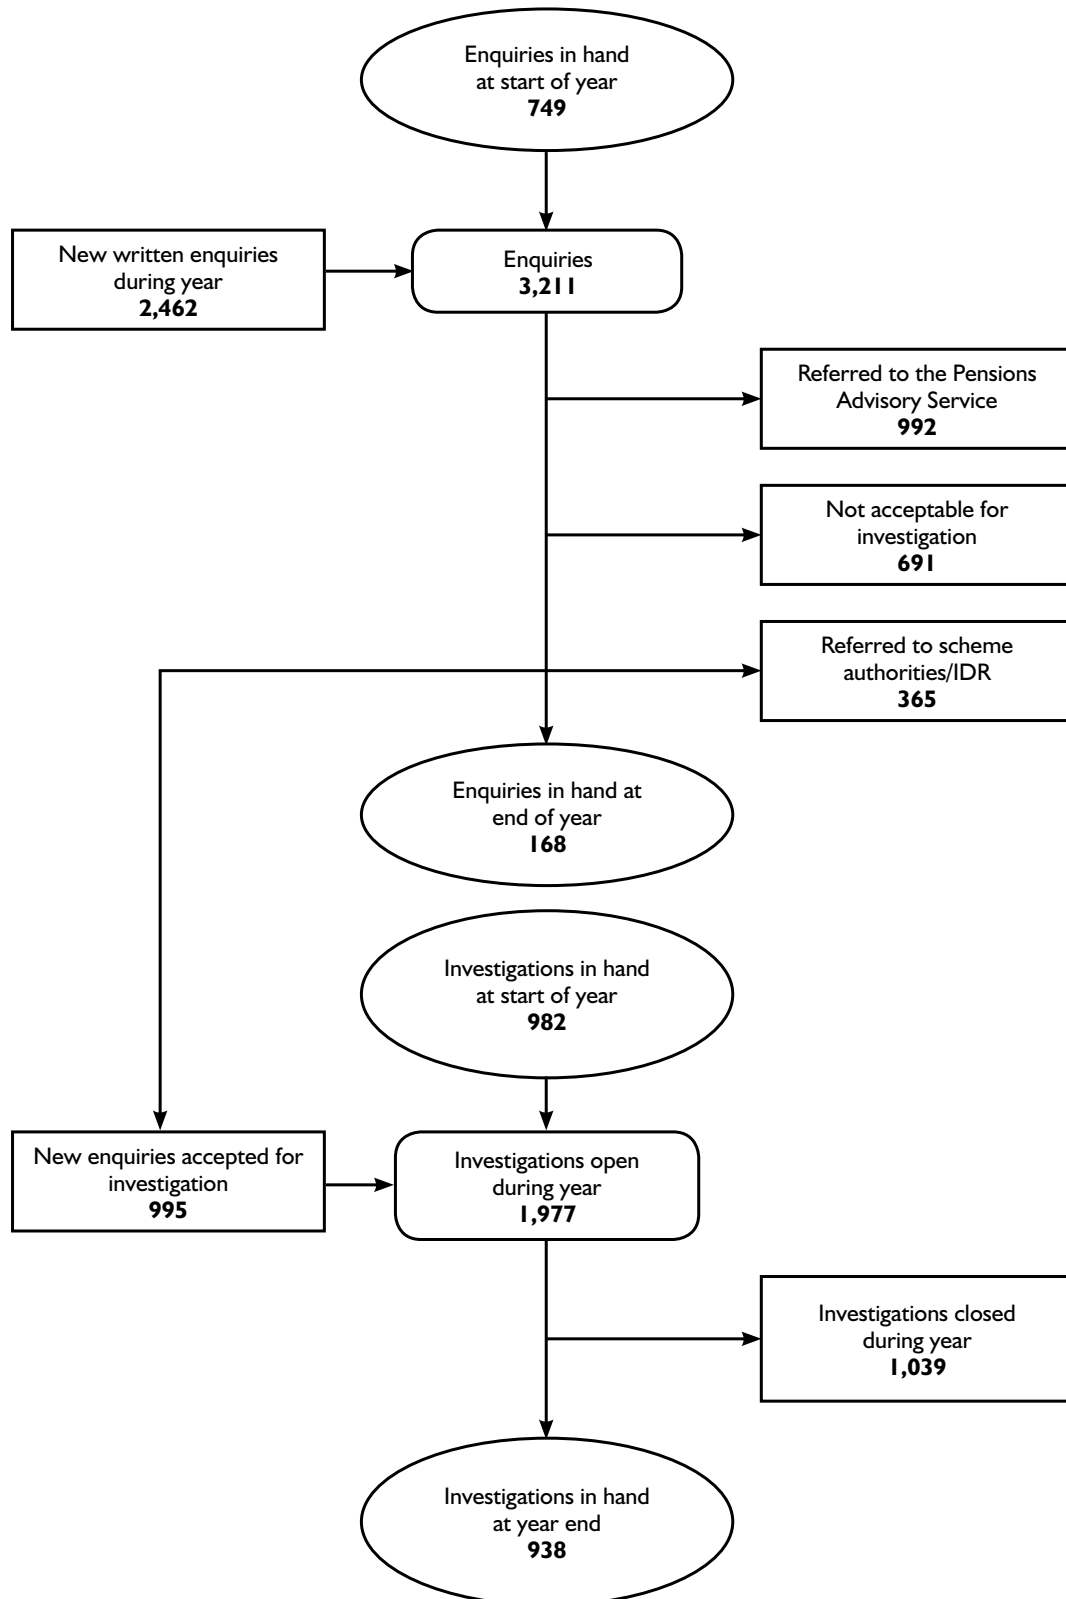 Enquiries in hand
at start of year
749
New written enquiries
during year
2,462
Enquiries
3,211
Referred to the Pensions
Advisory Service
992
Not acceptable for
investigation
691
Referred to scheme
authorities/IDR
365
Enquiries in hand at
end of year
168
Investigations in hand
at start of year
982
New enquiries accepted for
investigation
995
Investigations open
during year
1,977
Investigations closed
during year
1,039
Investigations in hand
at year end
938